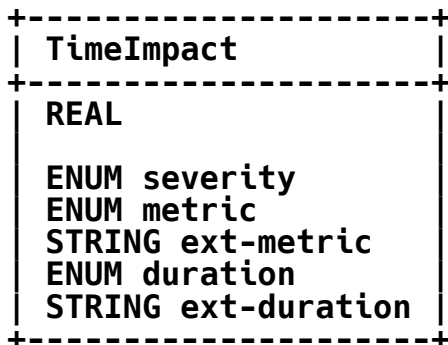 +---------------------+
| TimeImpact |
+---------------------+
| REAL |
| |
| ENUM severity |
| ENUM metric |
| STRING ext-metric |
| ENUM duration |
| STRING ext-duration |
+---------------------+